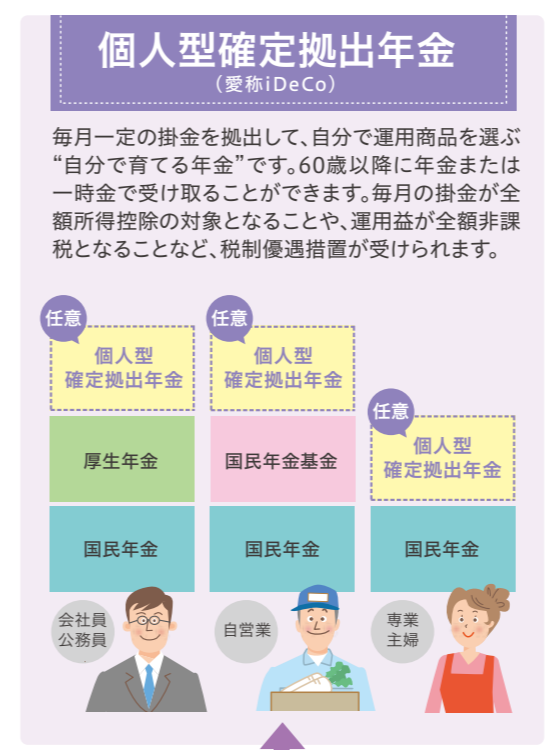 個人型確定拠出年金
（愛称iDeCo）
毎月一定の掛金を拠出して、自分で運用商品を選ぶ
“自分で育てる年金”です。60歳以降に年金または
一時金で受け取ることができます。毎月の掛金が全
額所得控除の対象となることや、運用益が全額非課
税となることなど、税制優遇措置が受けられます。
任意
個人型
確定拠出年金
厚生年金
国民年金
会社員
公務員
任意
個人型
確定拠出年金
国民年金基金
国民年金
自営業
任意
個人型
確定拠出年金
国民年金
専業
主婦